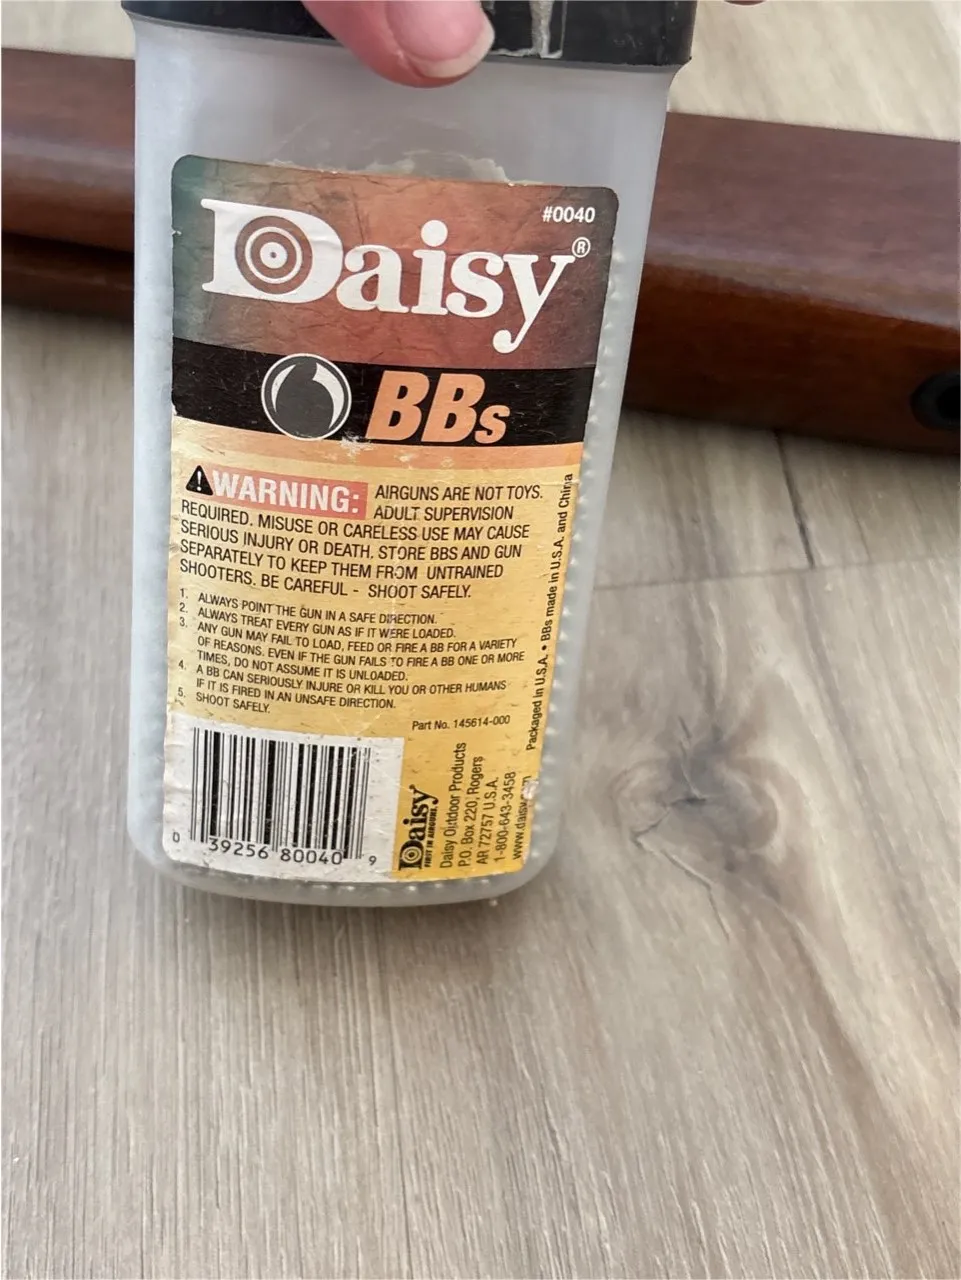 #0040
Daisy®
BBs
WARNING: AIRGUNS ARE NOT TOYS.
ADULT SUPERVISION
REQUIRED. MISUSE OR CARELESS USE MAY CAUSE
SERIOUS INJURY OR DEATH. STORE BBS AND GUN
SEPARATELY TO KEEP THEM FROM UNTRAINED
SHOOTERS. BE CAREFUL - SHOOT SAFELY.
1. ALWAYS POINT THE GUN IN A SAFE DIRECTION.
2. ALWAYS TREAT EVERY GUN AS IF IT WERE LOADED.
3. ANY GUN MAY FAIL TO LOAD, FEED OR FIRE A BB FOR A VARIETY
OF REASONS. EVEN IF THE GUN FAILS TO FIRE A BB ONE OR MORE
TIMES, DO NOT ASSUME IT IS UNLOADED.
4. A BB CAN SERIOUSLY INJURE OR KILL YOU OR OTHER HUMANS
IF IT IS FIRED IN AN UNSAFE DIRECTION.
5. SHOOT SAFELY.
Part No. 145614-000
Packaged in U.S.A. • BBs made in U.S.A. and China
0 39256 80040 9
Daisy
FIRST IN AIRGUNS.
Daisy Outdoor Products
P.O. Box 220, Rogers
AR 72757 U.S.A.
1-800-643-3458
www.daisy.com